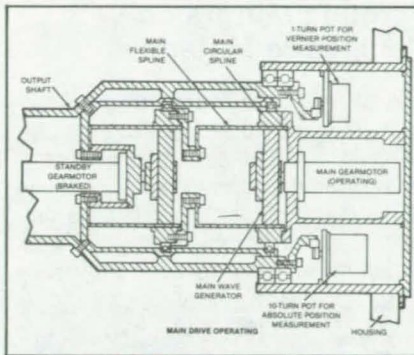 1-TURN POT FOR
VERNIER POSITION
MEASUREMENT
MAIN
FLEXIBLE
SPLINE
MAIN
CIRCULAR
SPLINE
OUTPUT
SHAFT
STANDBY
GEARMOTOR
(BRAKED)
MAIN GEARMOTOR
(OPERATING)
MAIN WAVE
GENERATOR
10-TURN POT FOR
ABSOLUTE POSITION
MEASUREMENT
HOUSING
MAIN DRIVE OPERATING